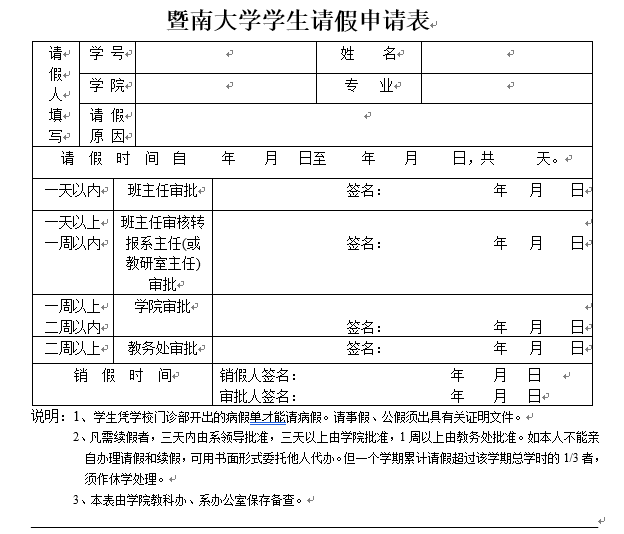 暨南大学学生请假申请表
请 学 号 姓 名
假
人 学 院 专 业
填 请 假
写 原 因
请 假 时 间 自 年 月 日至 年 月 日,共 天。
一天以内 班主任审批 签名: 年 月 日
一天以上 班主任审核转
一周以内 报系主任(或 签名: 年 月 日
教研室主任)
审批
一周以上 学院审批
二周以内 签名: 年 月 日
二周以上 教务处审批 签名: 年 月 日
销 假 时 间 销假人签名: 年 月 日
审批人签名: 年 月 日
说明:1、学生凭学校门诊部开出的病假单才能请病假。请事假、公假须出具有关证明文件。
2、凡需续假者,三天内由系领导批准,三天以上由学院批准,1 周以上由教务处批准。如本人不能亲
自办理请假和续假,可用书面形式委托他人代办。但一个学期累计请假超过该学期总学时的 1/3 者,
须作休学处理。
3、本表由学院教科办、系办公室保存备查。